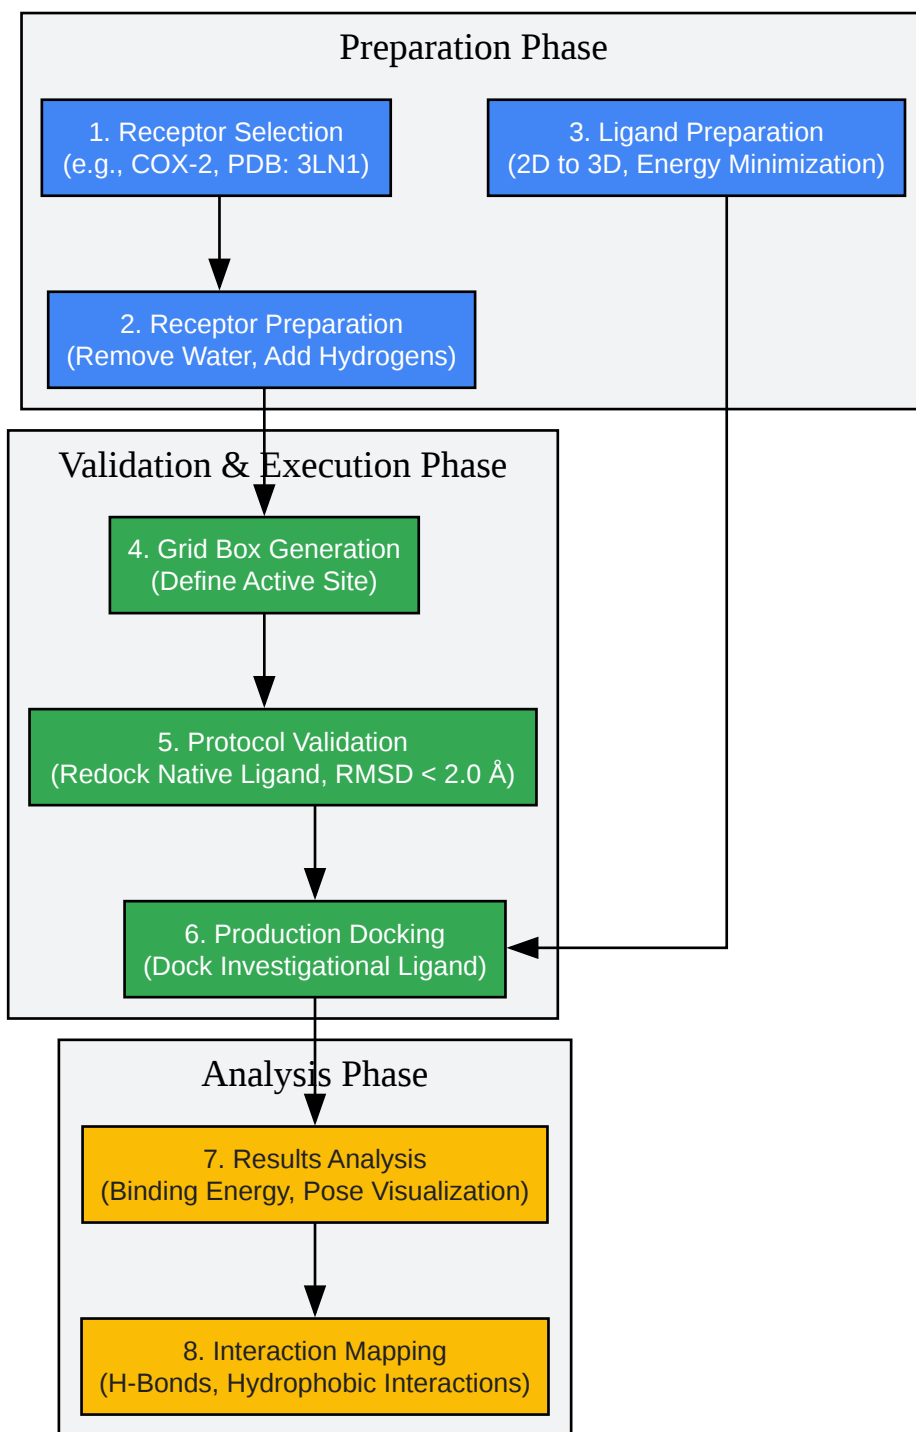 Preparation Phase
1. Receptor Selection
(e.g., COX-2, PDB: 3LN1)
3. Ligand Preparation
(2D to 3D, Energy Minimization)
2. Receptor Preparation
(Remove Water, Add Hydrogens)
Validation & Execution Phase
4. Grid Box Generation
(Define Active Site)
5. Protocol Validation
(Redock Native Ligand, RMSD < 2.0 Å)
6. Production Docking
(Dock Investigational Ligand)
Analysis Phase
7. Results Analysis
(Binding Energy, Pose Visualization)
8. Interaction Mapping
(H-Bonds, Hydrophobic Interactions)